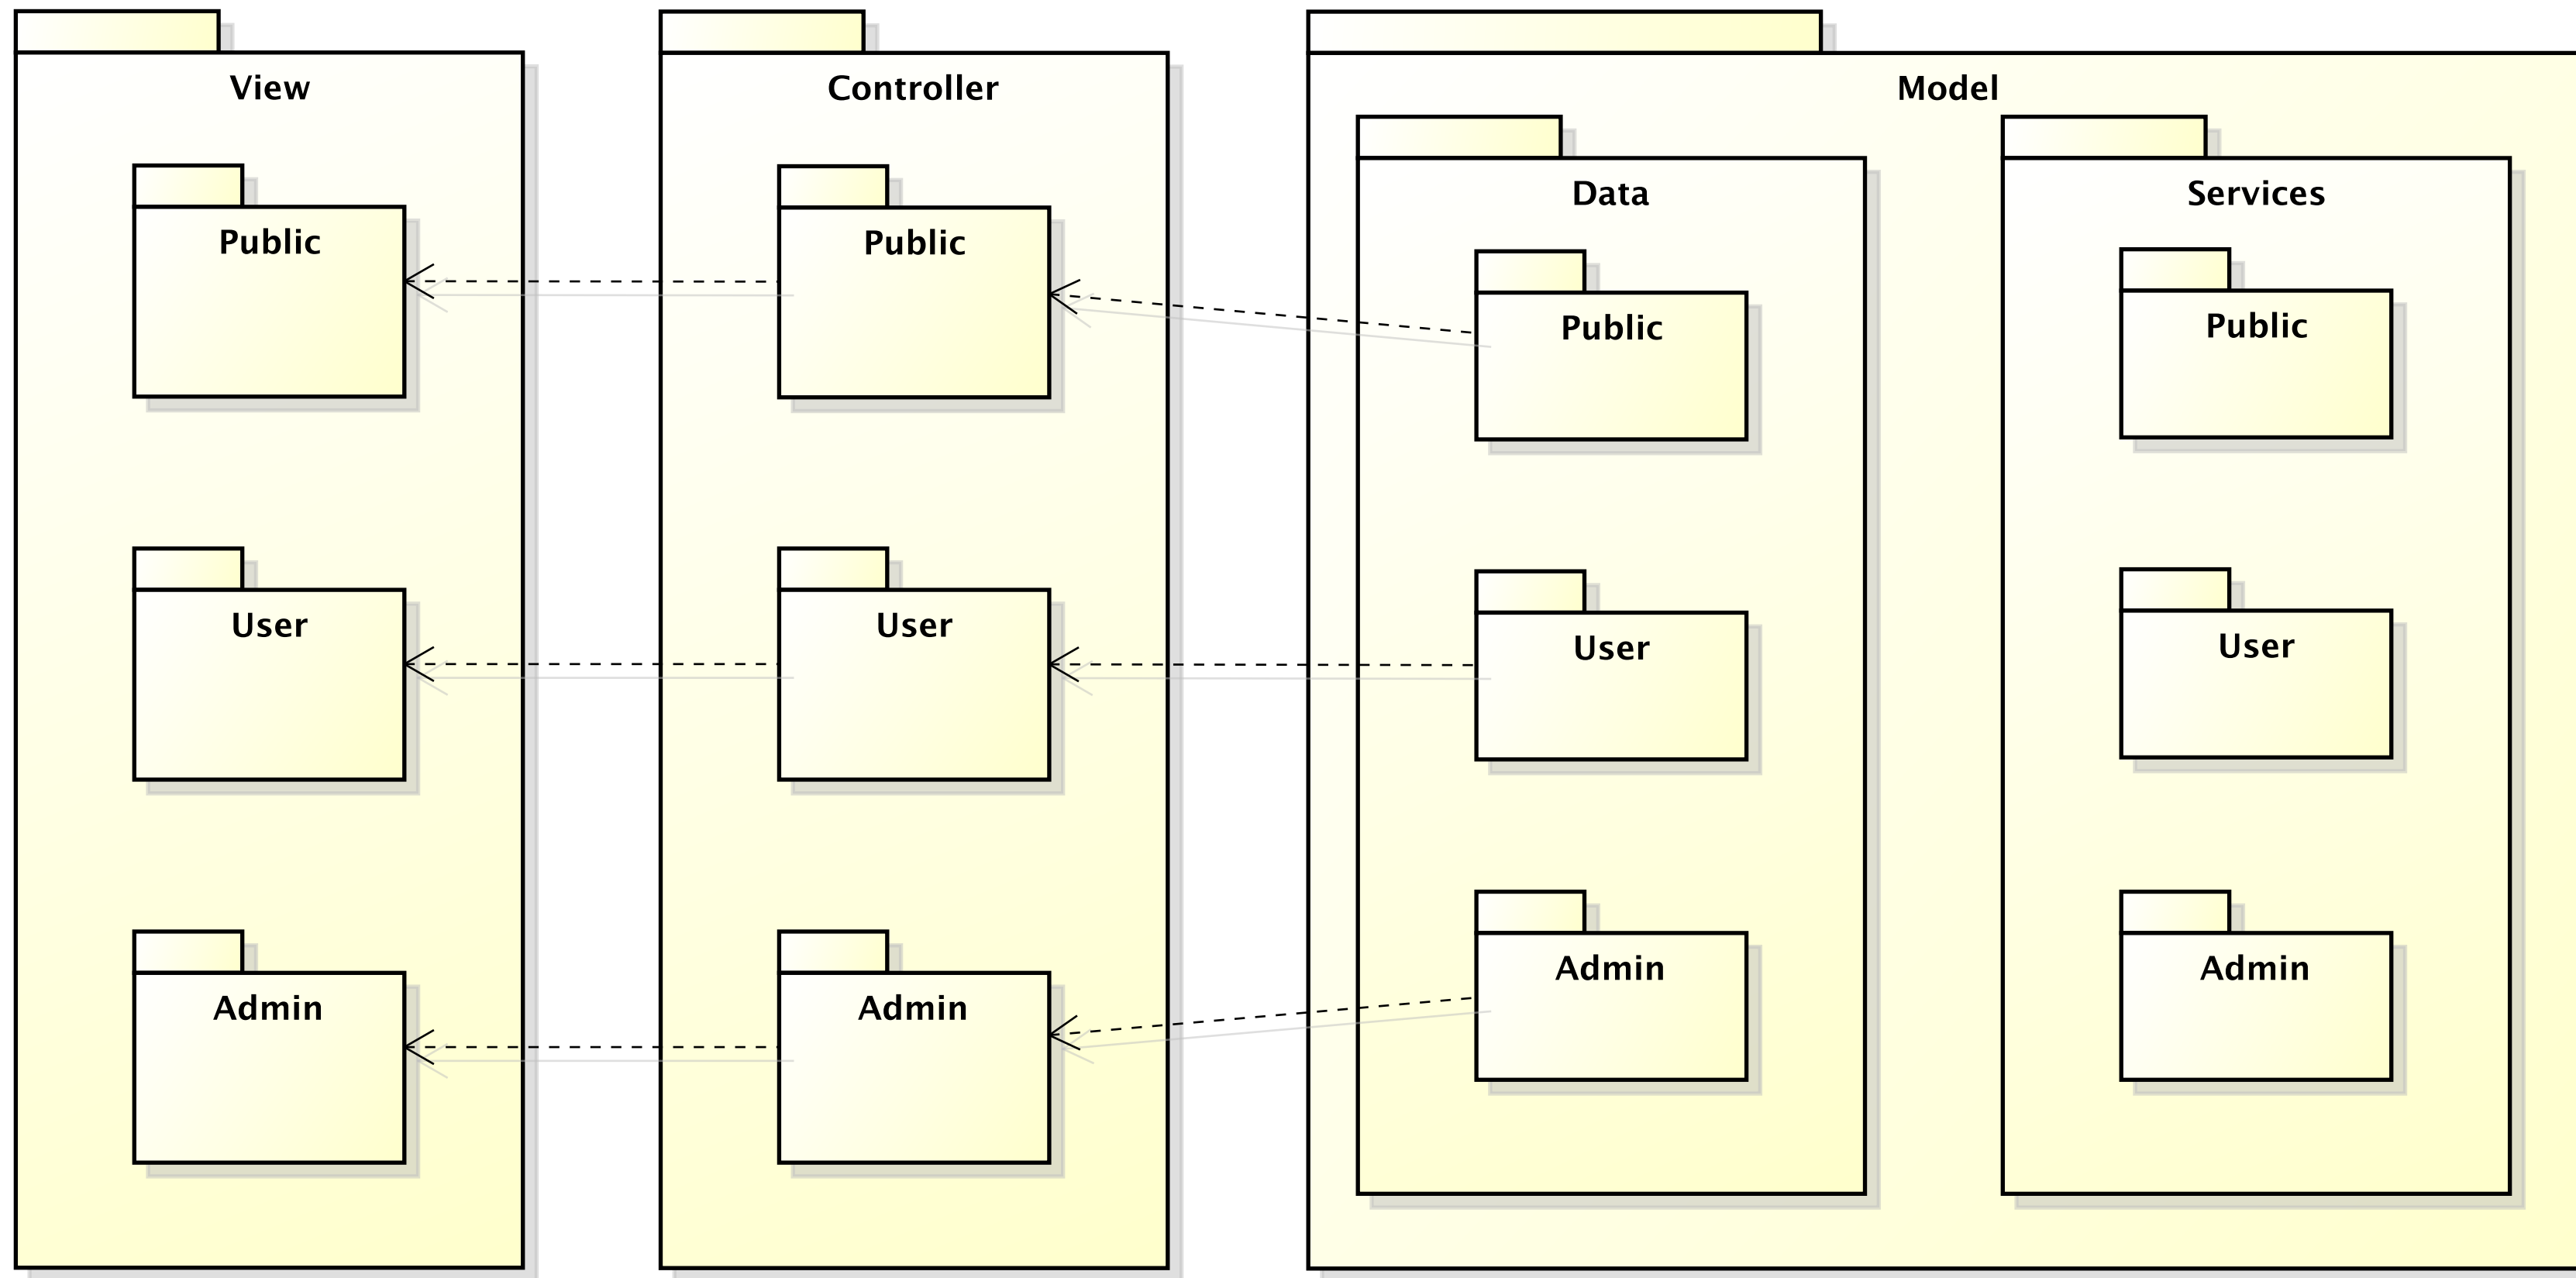 View
Public
User
Admin
Controller
Public
User
Admin
Model
Data
Public
User
Admin
Services
Public
User
Admin